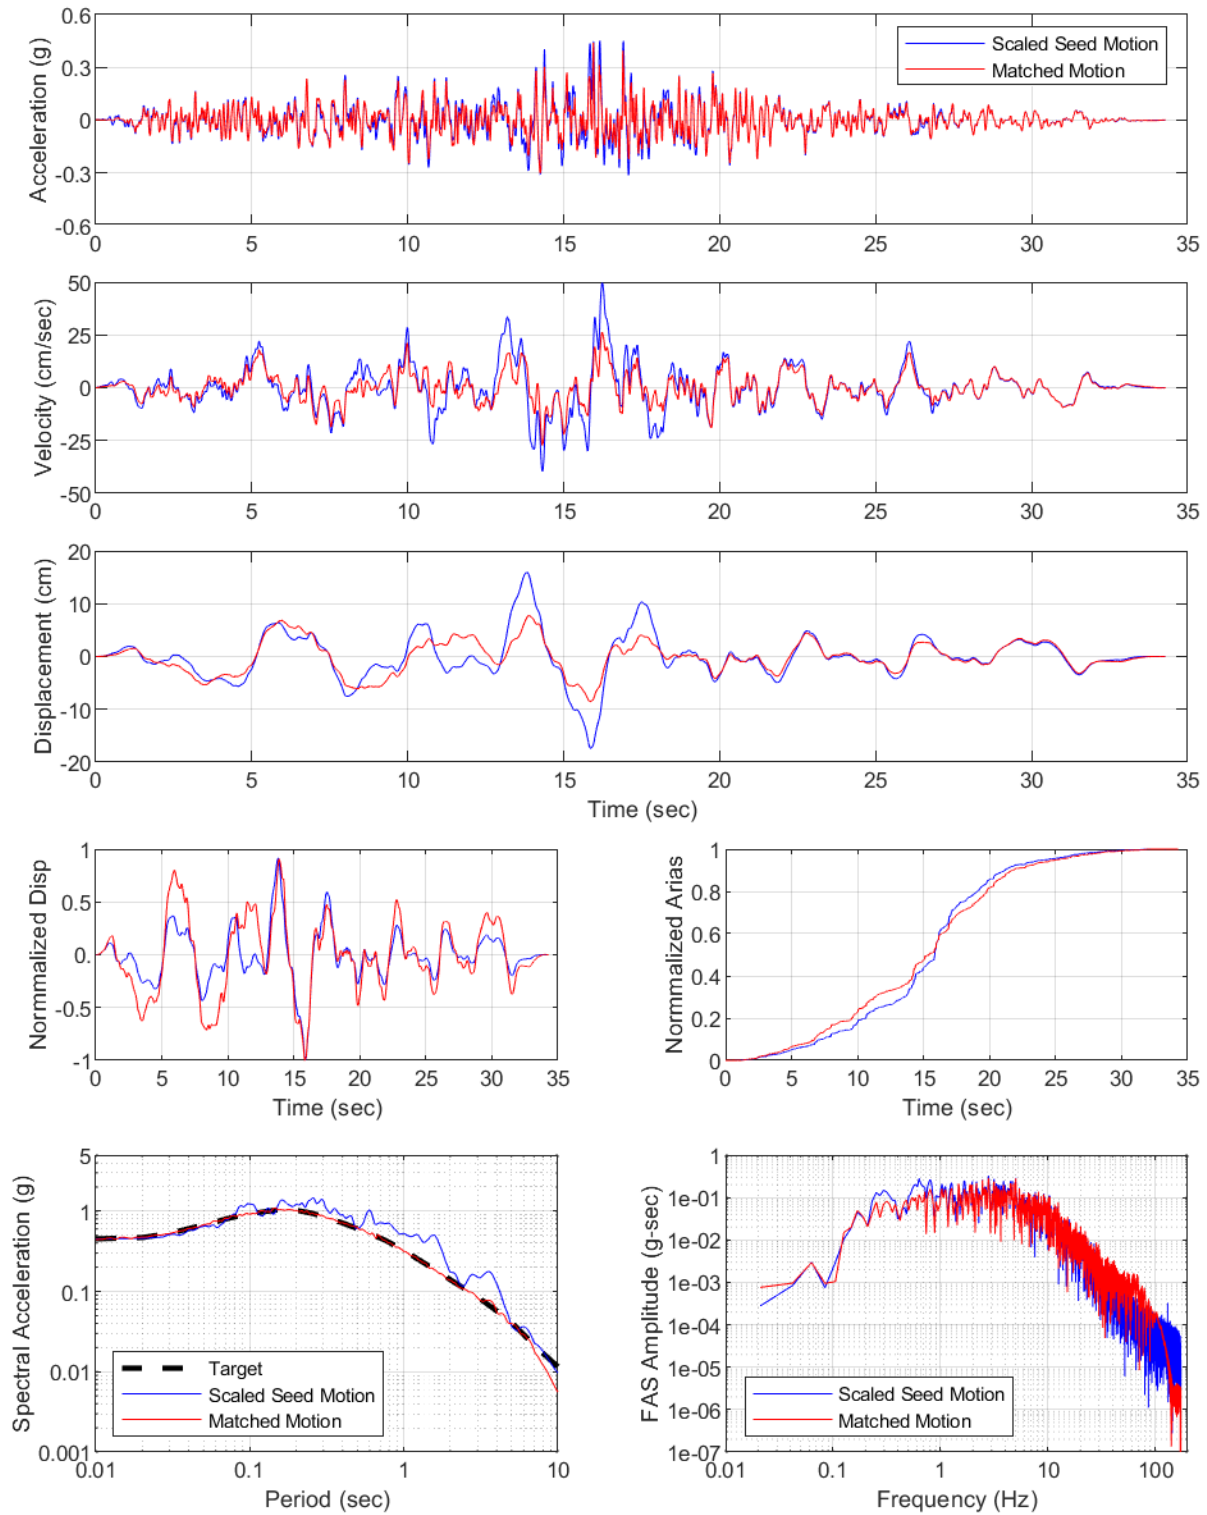 Acceleration (g)
0.6
0.3
0
-0.3
-0.6
Scaled Seed Motion
Matched Motion
0 5 10 15 20 25 30 35
Velocity (cm/sec)
50
25
0
-25
-50
0 5 10 15 20 25 30 35
Displacement (cm)
20
10
0
-10
-20
0 5 10 15 20 25 30 35
Time (sec)
Normmalized Disp
1
0.5
0.
-0.5
-1
0 5 10 15 20 25 30 35
Time (sec)
Normmalized Arias
1
0.8
0.6
0.4
0.2
0
0 5 10 15 20 25 30 35
Time (sec)
Spectral Acceleration (g)
5
1
0.1
0.01
0.001
Target
Scaled Seed Motion
Matched Motion
0.01 0.1 1 10
Period (sec)
FAS Amplitude (g-sec)
1
1e-01
1e-02
1e-03
1e-04
1e-05
1e-06
1e-07
Scaled Seed Motion
Matched Motion
0.01 0.1 1 10 100
Frequency (Hz)